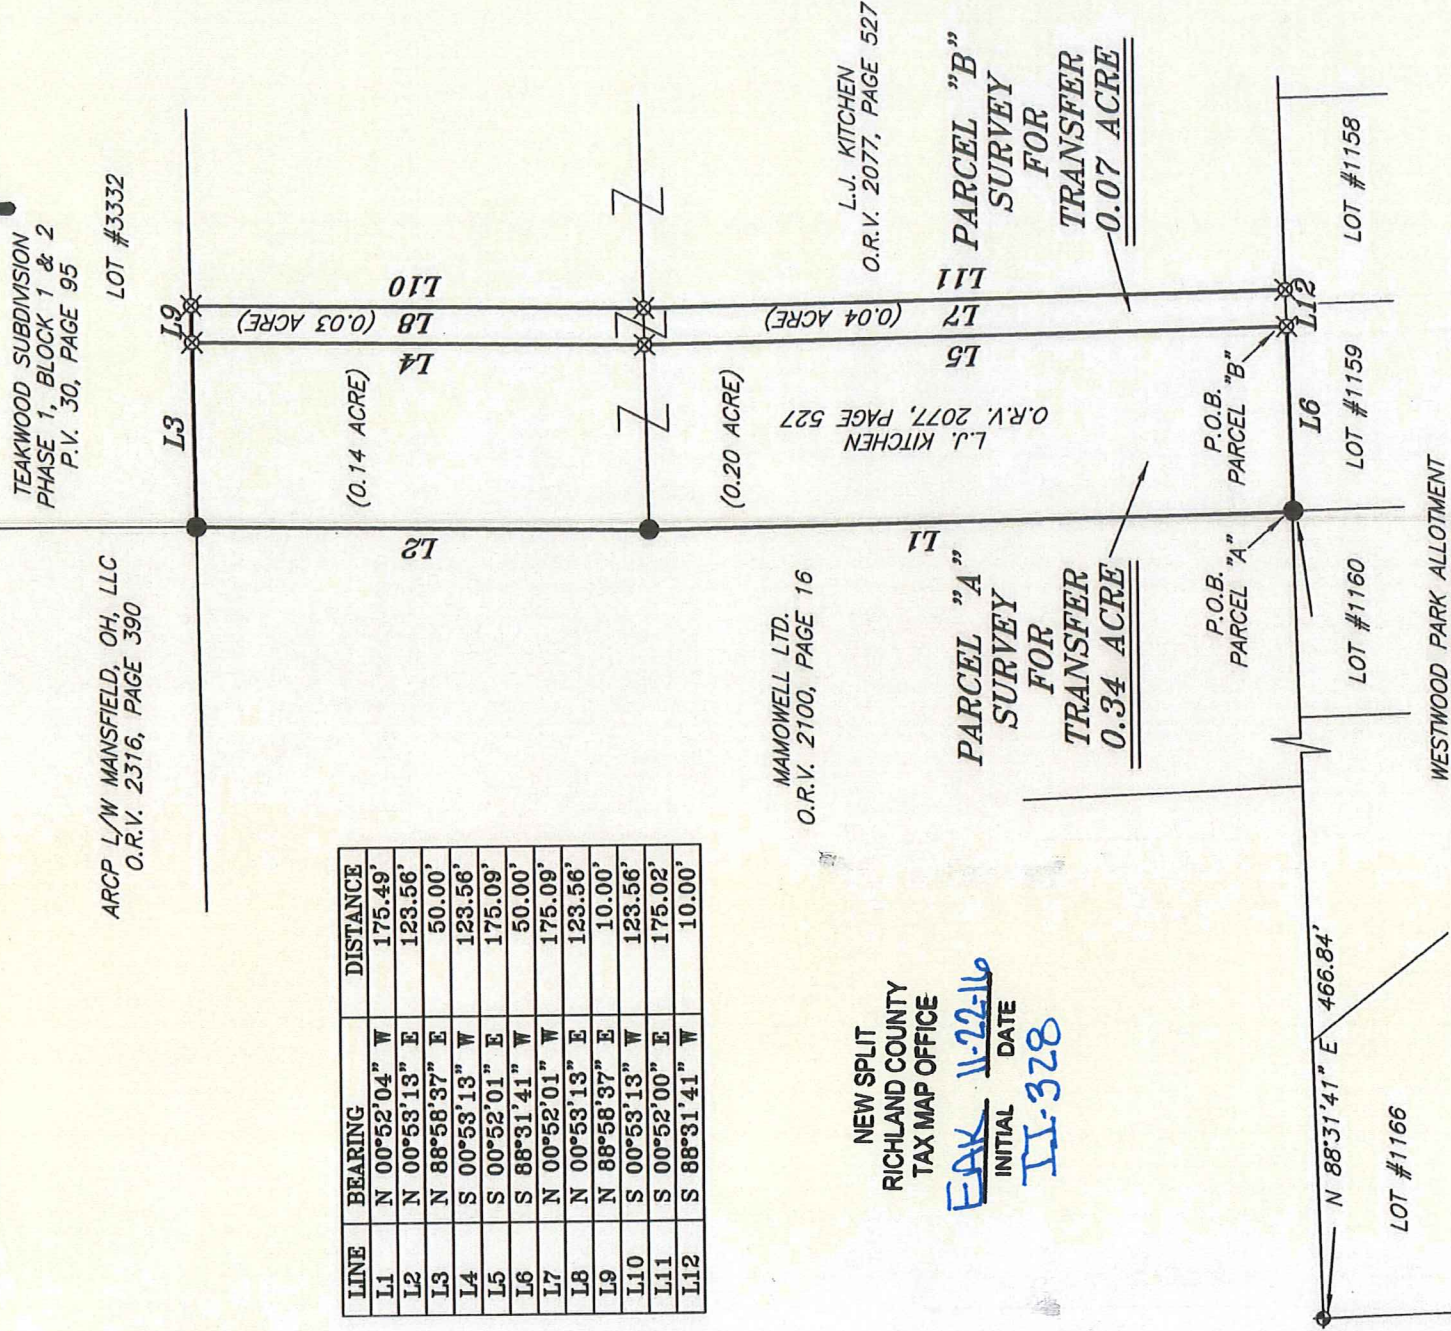 TEAKWOOD SUBDIVISION
PHASE 1, BLOCK 1 & 2
P.V. 30, PAGE 95
LOT #3332
ARCP L/W MANSFIELD, OH, LLC
O.R.V. 2316, PAGE 390
L3
L9
L2
(0.14 ACRE)
L4
L8 (0.03 ACRE)
L10
LINE BEARING DISTANCE
L1 N 00°52'04" W 175.49'
L2 N 00°53'13" E 123.56'
L3 N 88°58'37" E 50.00'
L4 S 00°53'13" W 123.56'
L5 S 00°52'01" E 175.09'
L6 S 88°31'41" W 50.00'
L7 N 00°52'01" W 175.09'
L8 N 00°53'13" E 123.56'
L9 N 88°58'37" E 10.00'
L10 S 00°53'13" W 123.56'
L11 S 00°52'00" E 175.02'
L12 S 88°31'41" W 10.00'
MAMOWELL LTD.
O.R.V. 2100, PAGE 16
L1
(0.20 ACRE)
L.J. KITCHEN
O.R.V. 2077, PAGE 527
L5
L7 (0.04 ACRE)
L11
L.J. KITCHEN
O.R.V. 2077, PAGE 527
PARCEL "A"
SURVEY
FOR
TRANSFER
0.34 ACRE
PARCEL "B"
SURVEY
FOR
TRANSFER
0.07 ACRE
NEW SPLIT
RICHLAND COUNTY
TAX MAP OFFICE
EAK 11-22-16
INITIAL DATE
II-328
P.O.B.
PARCEL "A"
P.O.B.
PARCEL "B"
L6
L12
N 88°31'41" E 466.84'
LOT #1166
LOT #1160
LOT #1159
LOT #1158
WESTWOOD PARK ALLOTMENT